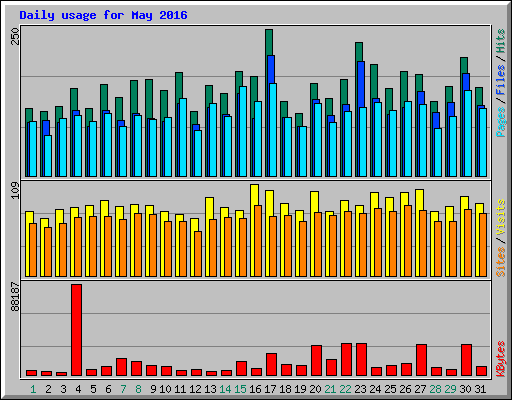 Daily usage for May 2016
250
Pages / Files / Hits
109
Sites / Visits
88187
KBytes
1 2 3 4 5 6 7 8 9 10 11 12 13 14 15 16 17 18 19 20 21 22 23 24 25 26 27 28 29 30 31